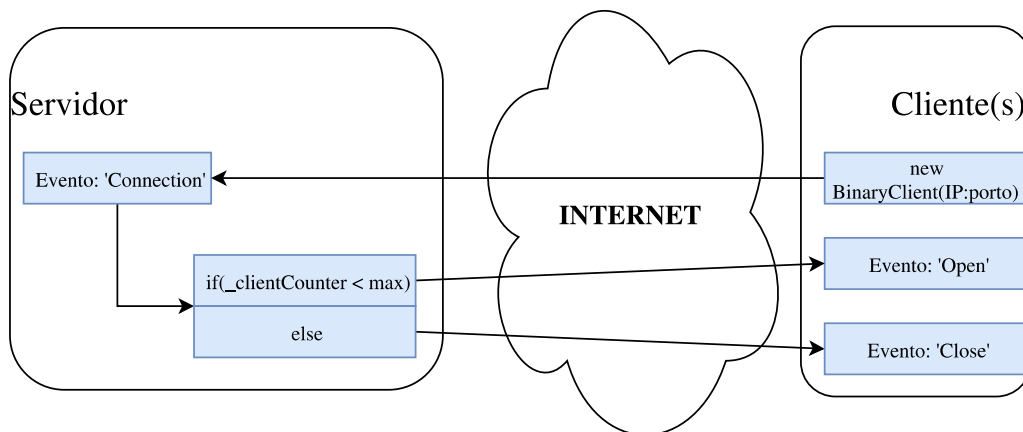 Servidor
Cliente(s)
Evento: 'Connection'
new
BinaryClient(IP:porto)
INTERNET
Evento: 'Open'
if(_clientCounter < max)
else
Evento: 'Close'